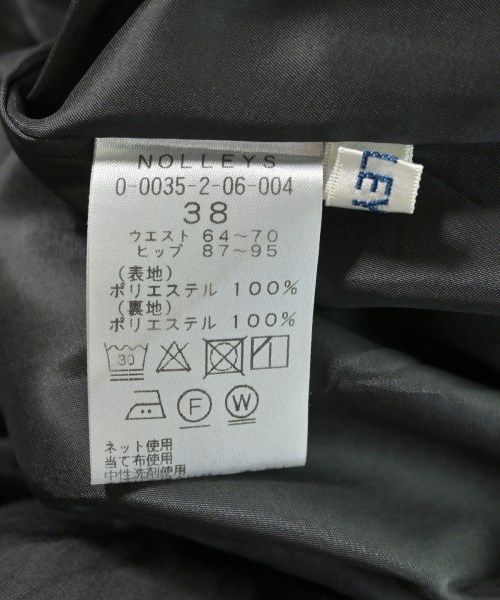 NOLLEYS
0-0035-2-06-004
38
ウエスト 64～70
ヒップ 87～95
(表地)
ポリエステル 100%
(裏地)
ポリエステル 100%
30
F W
ネット使用
当て布使用
中性洗剤使用
LEY